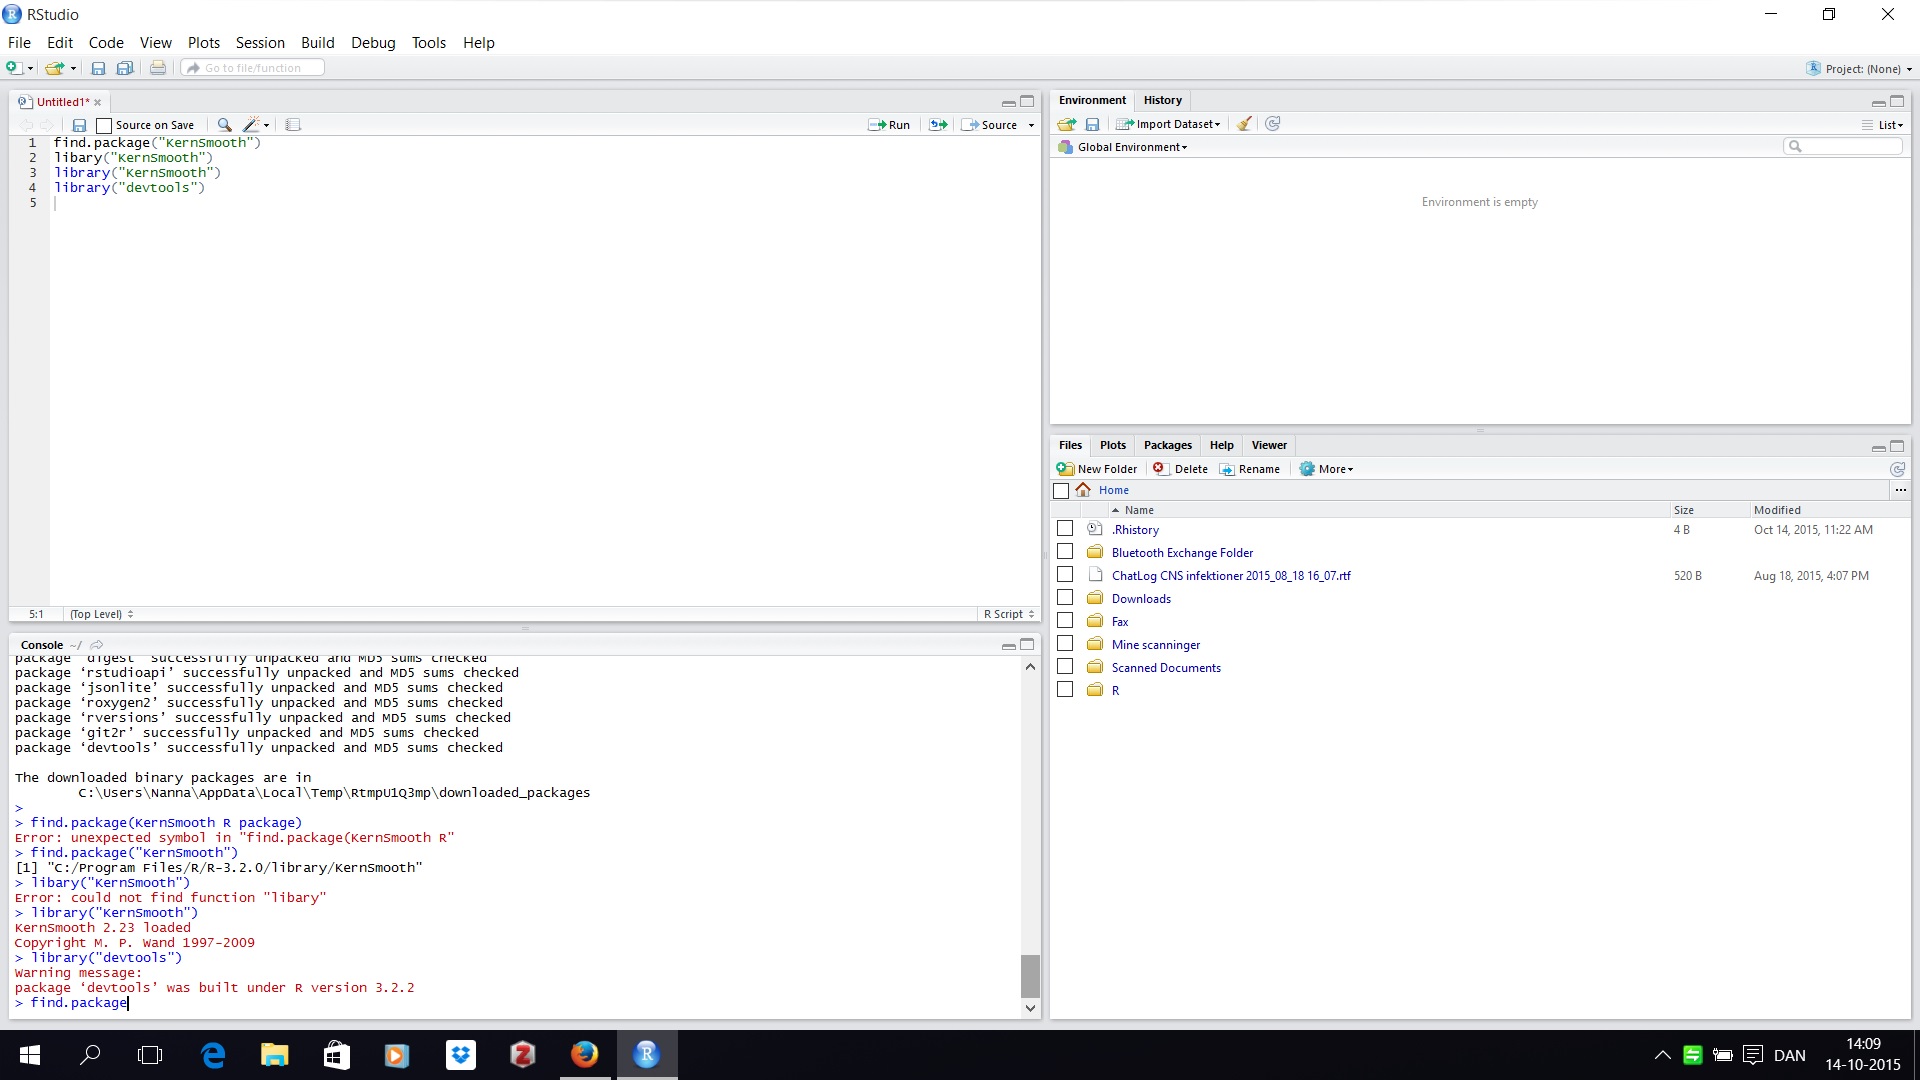 RStudio
File Edit Code View Plots Session Build Debug Tools Help
Go to file/function
Project: (None)
Untitled1*
Source on Save
Run
Source
1 find.package("KernSmooth")
2 libary("KernSmooth")
3 library("KernSmooth")
4 library("devtools")
5
5:1 (Top Level) R Script
Console ~/
package ‘digest’ successfully unpacked and MD5 sums checked
package ‘rstudioapi’ successfully unpacked and MD5 sums checked
package ‘jsonlite’ successfully unpacked and MD5 sums checked
package ‘roxygen2’ successfully unpacked and MD5 sums checked
package ‘rversions’ successfully unpacked and MD5 sums checked
package ‘git2r’ successfully unpacked and MD5 sums checked
package ‘devtools’ successfully unpacked and MD5 sums checked
The downloaded binary packages are in
C:\Users\Nanna\AppData\Local\Temp\RtmpU1Q3mp\downloaded_packages
>
> find.package(KernSmooth R package)
Error: unexpected symbol in "find.package(KernSmooth R"
> find.package("KernSmooth")
[1] "C:/Program Files/R/R-3.2.0/library/KernSmooth"
> libary("KernSmooth")
Error: could not find function "libary"
> library("KernSmooth")
KernSmooth 2.23 loaded
Copyright M. P. Wand 1997-2009
> library("devtools")
Warning message:
package ‘devtools’ was built under R version 3.2.2
> find.package
Environment History
Import Dataset
List
Global Environment
Environment is empty
Files Plots Packages Help Viewer
New Folder Delete Rename More
Home
Name Size Modified
.Rhistory 4 B Oct 14, 2015, 11:22 AM
Bluetooth Exchange Folder
ChatLog CNS infektioner 2015_08_18 16_07.rtf 520 B Aug 18, 2015, 4:07 PM
Downloads
Fax
Mine scanninger
Scanned Documents
R
DAN
14:09
14-10-2015